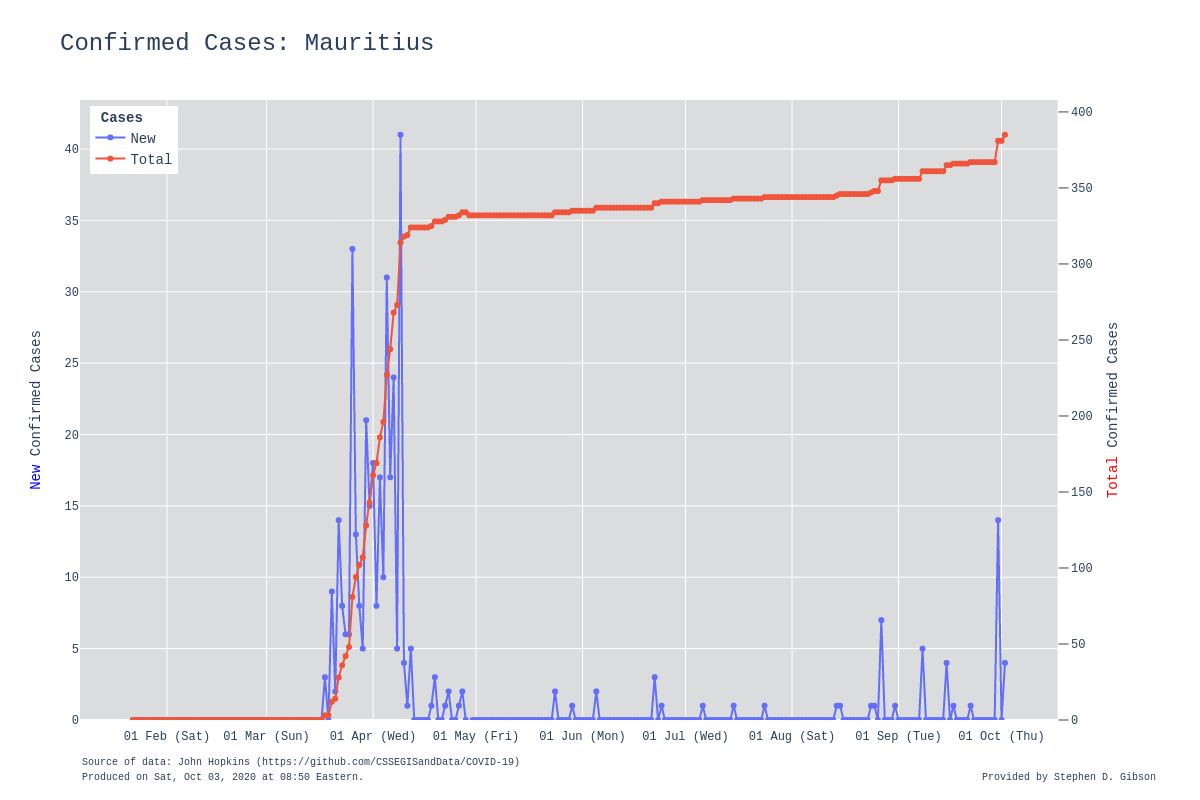 Confirmed Cases: Mauritius
Cases
New
Total
40
35
30
25
20
15
10
5
0
400
350
300
250
200
150
100
50
0
New Confirmed Cases
Total Confirmed Cases
01 Feb (Sat) 01 Mar (Sun) 01 Apr (Wed) 01 May (Fri) 01 Jun (Mon) 01 Jul (Wed) 01 Aug (Sat) 01 Sep (Tue) 01 Oct (Thu)
Source of data: John Hopkins (https://github.com/CSSEGISandData/COVID-19)
Produced on Sat, Oct 03, 2020 at 08:50 Eastern.
Provided by Stephen D. Gibson